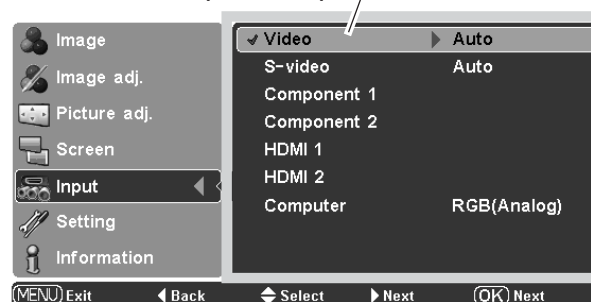 Image
Image adj.
Picture adj.
Screen
Input
Setting
Information
Video Auto
S-video Auto
Component 1
Component 2
HDMI 1
HDMI 2
Computer RGB(Analog)
MENU Exit Back Select Next OK Next